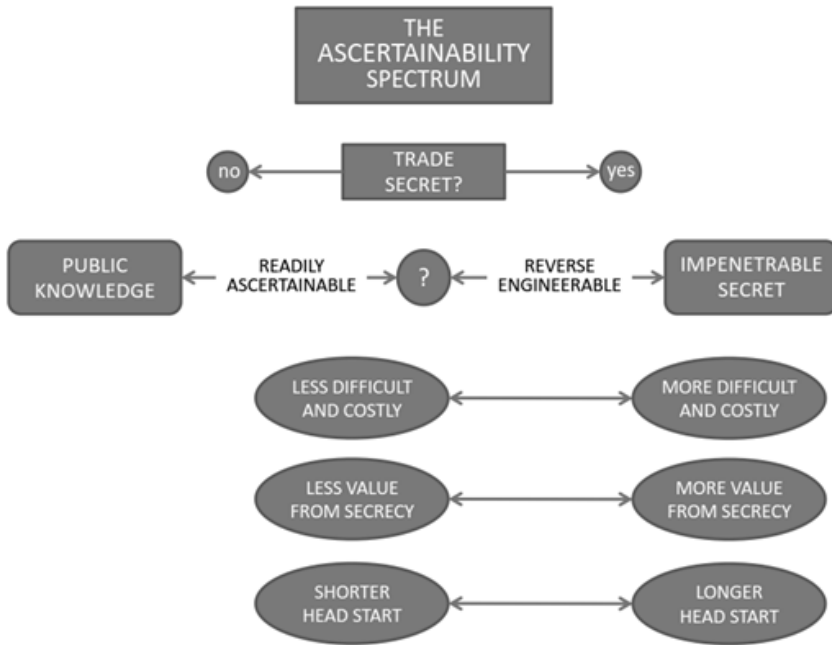 THE
ASCERTAINABILITY
SPECTRUM
no
TRADE
SECRET?
yes
PUBLIC
KNOWLEDGE
READILY
ASCERTAINABLE
?
REVERSE
ENGINEERABLE
IMPENETRABLE
SECRET
LESS DIFFICULT
AND COSTLY
MORE DIFFICULT
AND COSTLY
LESS VALUE
FROM SECRECY
MORE VALUE
FROM SECRECY
SHORTER
HEAD START
LONGER
HEAD START